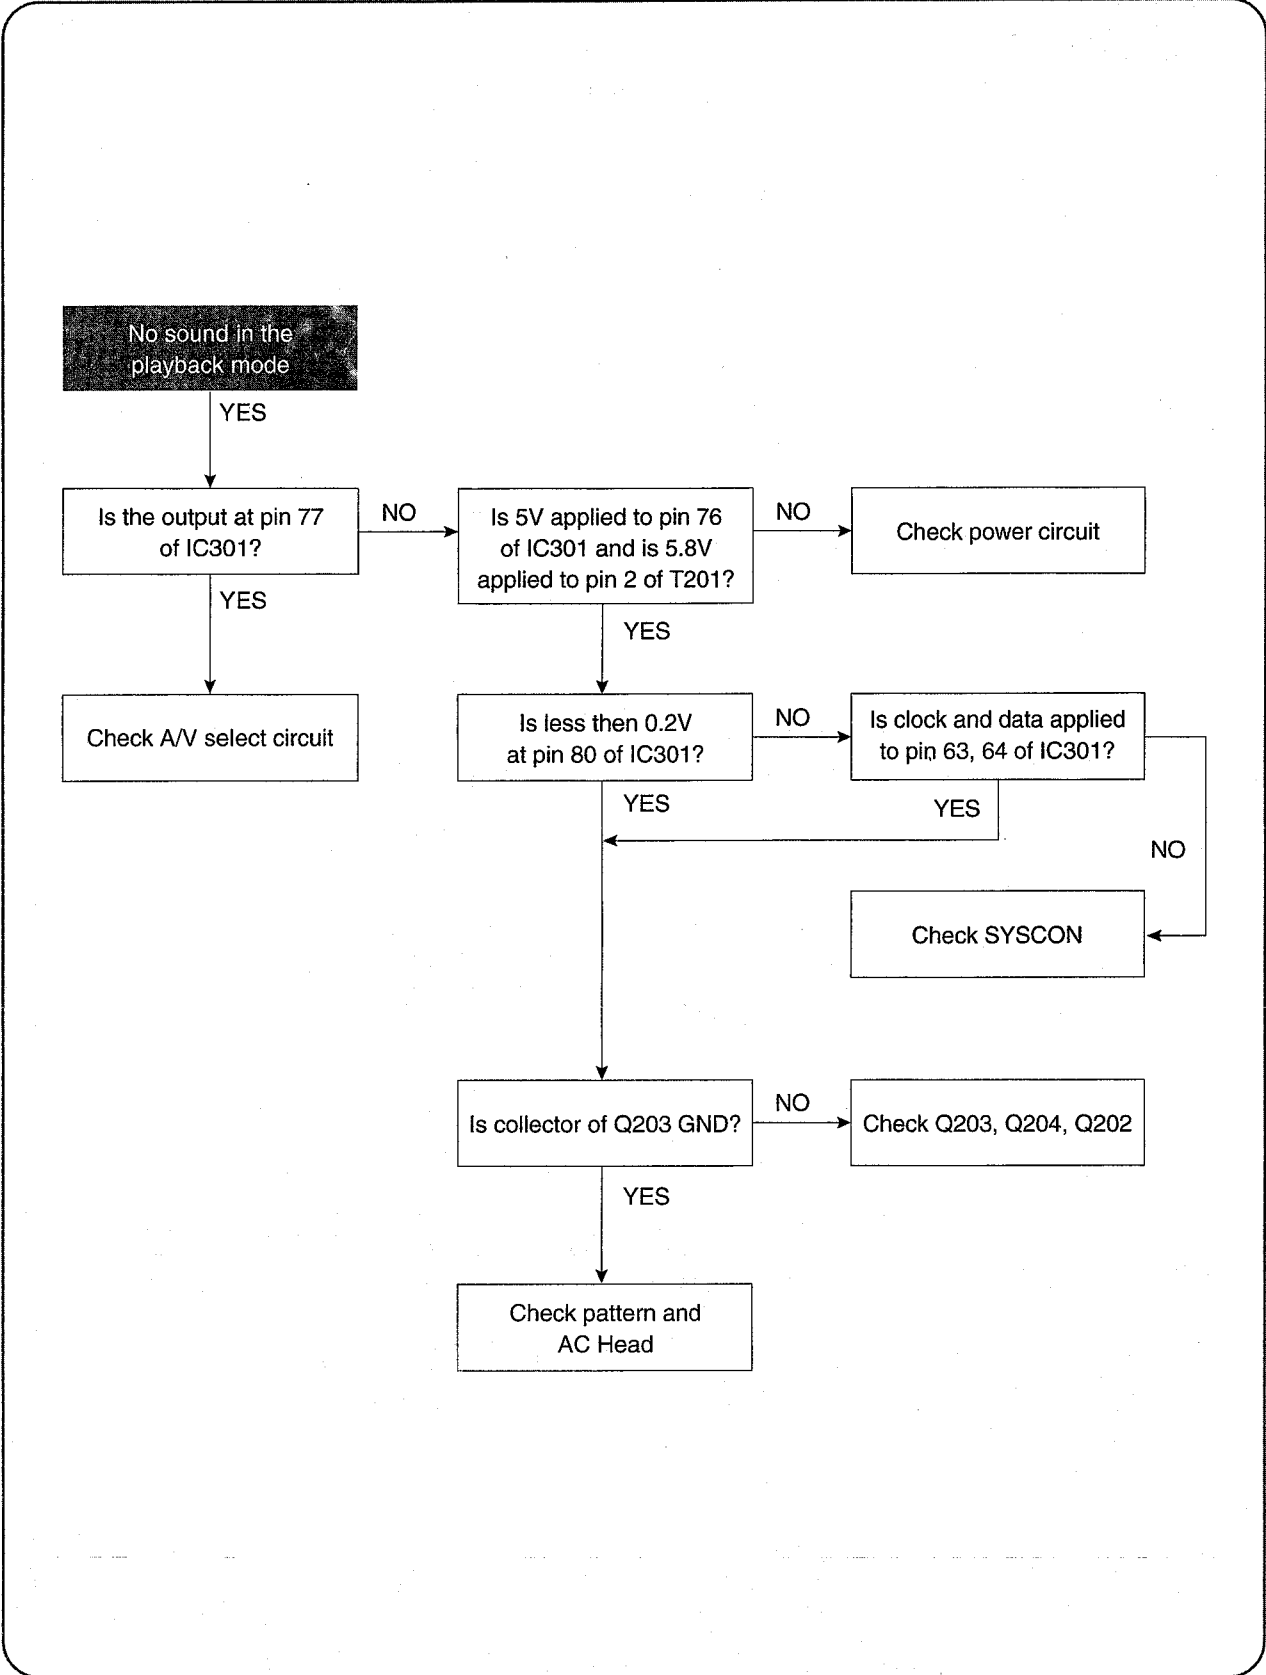 No sound in the
playback mode
YES
Is the output at pin 77
of IC301?
NO
Is 5V applied to pin 76
of IC301 and is 5.8V
applied to pin 2 of T201?
NO
Check power circuit
YES
YES
Check A/V select circuit
Is less then 0.2V
at pin 80 of IC301?
NO
Is clock and data applied
to pin 63, 64 of IC301?
YES
YES
NO
Check SYSCON
Is collector of Q203 GND?
NO
Check Q203, Q204, Q202
YES
Check pattern and
AC Head